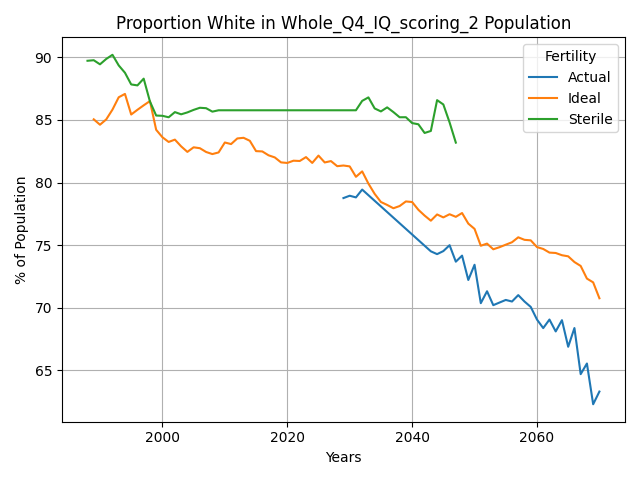 Proportion White in Whole_Q4_IQ_scoring_2 Population
% of Population
90
85
80
75
70
65
2000
2020
2040
2060
Years
Fertility
Actual
Ideal
Sterile